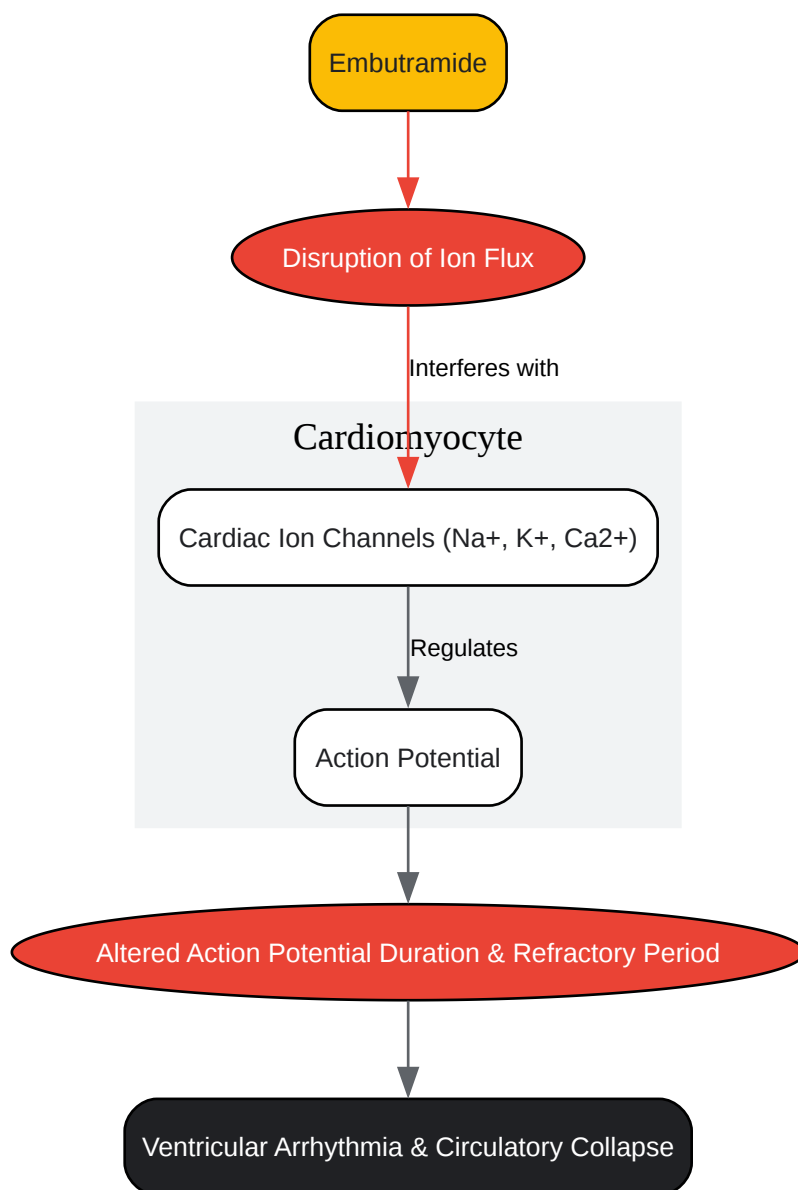 Embutramide
Disruption of Ion Flux
Interferes with
Cardiomyocyte
Cardiac Ion Channels (Na+, K+, Ca2+)
Regulates
Action Potential
Altered Action Potential Duration & Refractory Period
Ventricular Arrhythmia & Circulatory Collapse